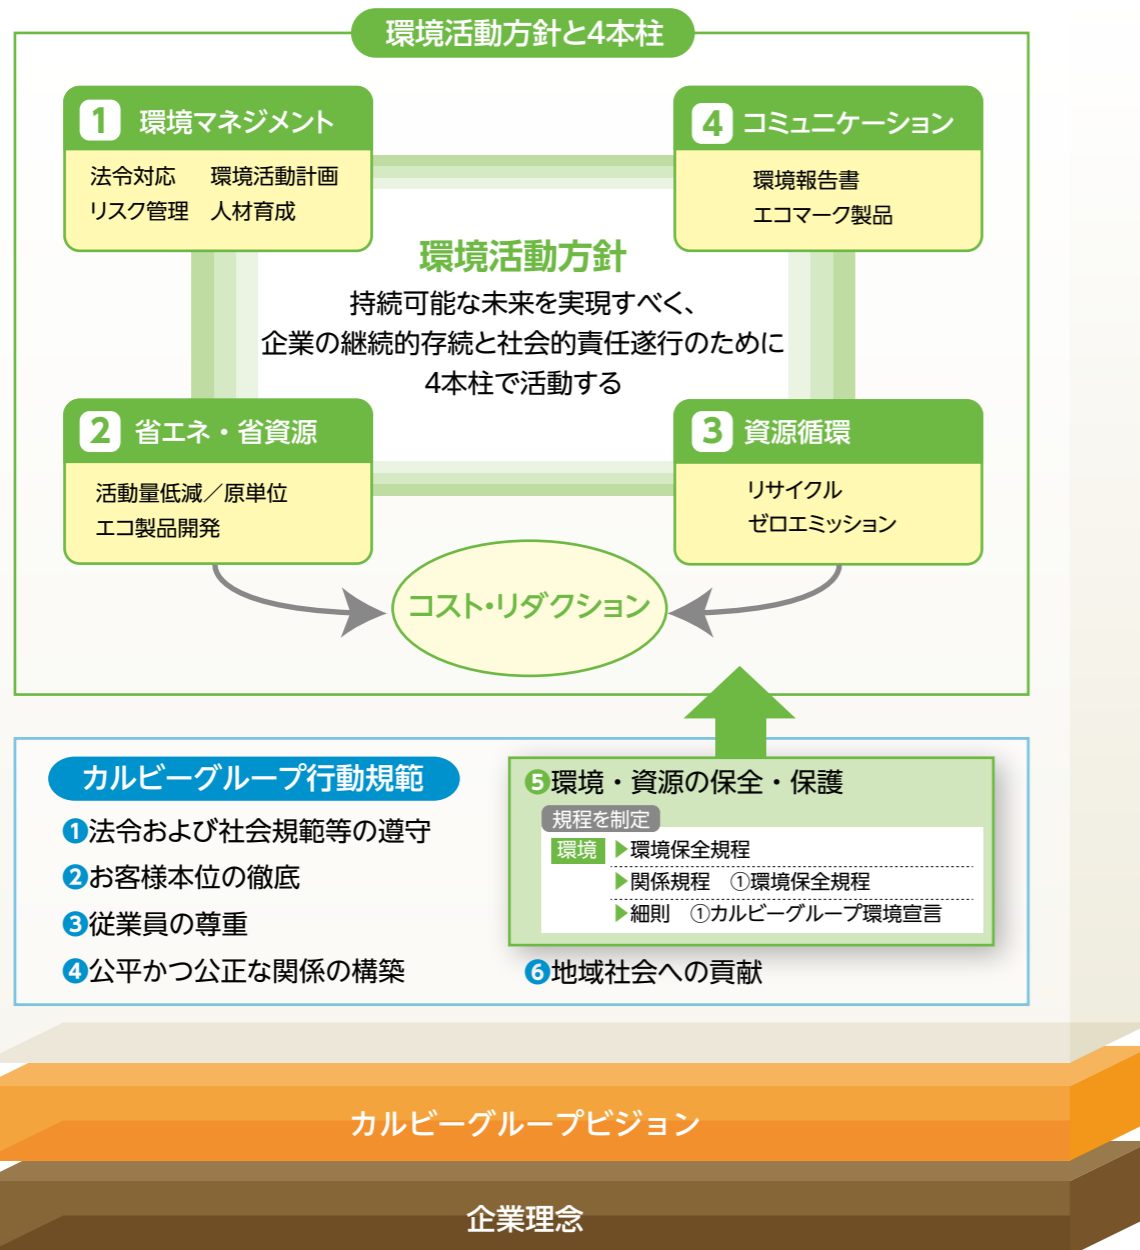 環境活動方針と4本柱
1 環境マネジメント
法令対応 環境活動計画
リスク管理 人材育成
4 コミュニケーション
環境報告書
エコマーク製品
環境活動方針
持続可能な未来を実現すべく、
企業の継続的存続と社会的責任遂行のために
4本柱で活動する
2 省エネ・省資源
活動量低減／原単位
エコ製品開発
3 資源循環
リサイクル
ゼロエミッション
コスト・リダクション
カルビーグループ行動規範
❶法令および社会規範等の遵守
❷お客様本位の徹底
❸従業員の尊重
❹公平かつ公正な関係の構築
❺環境・資源の保全・保護
規程を制定
環境 ▶環境保全規程
▶関係規程 ①環境保全規程
▶細則 ①カルビーグループ環境宣言
❻地域社会への貢献
カルビーグループビジョン
企業理念